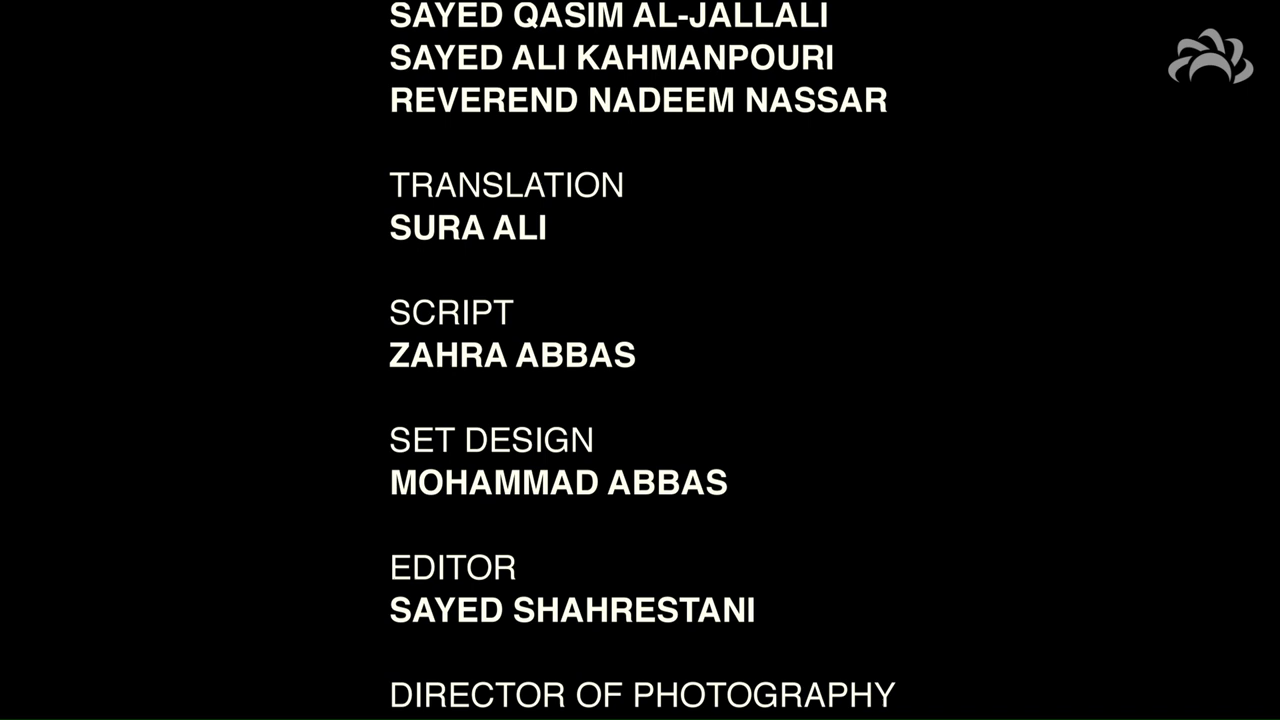 SAYED QASIM AL-JALLALI
SAYED ALI KAHMANPOURI
REVEREND NADEEM NASSAR
TRANSLATION
SURA ALI
SCRIPT
ZAHRA ABBAS
SET DESIGN
MOHAMMAD ABBAS
EDITOR
SAYED SHAHRESTANI
DIRECTOR OF PHOTOGRAPHY